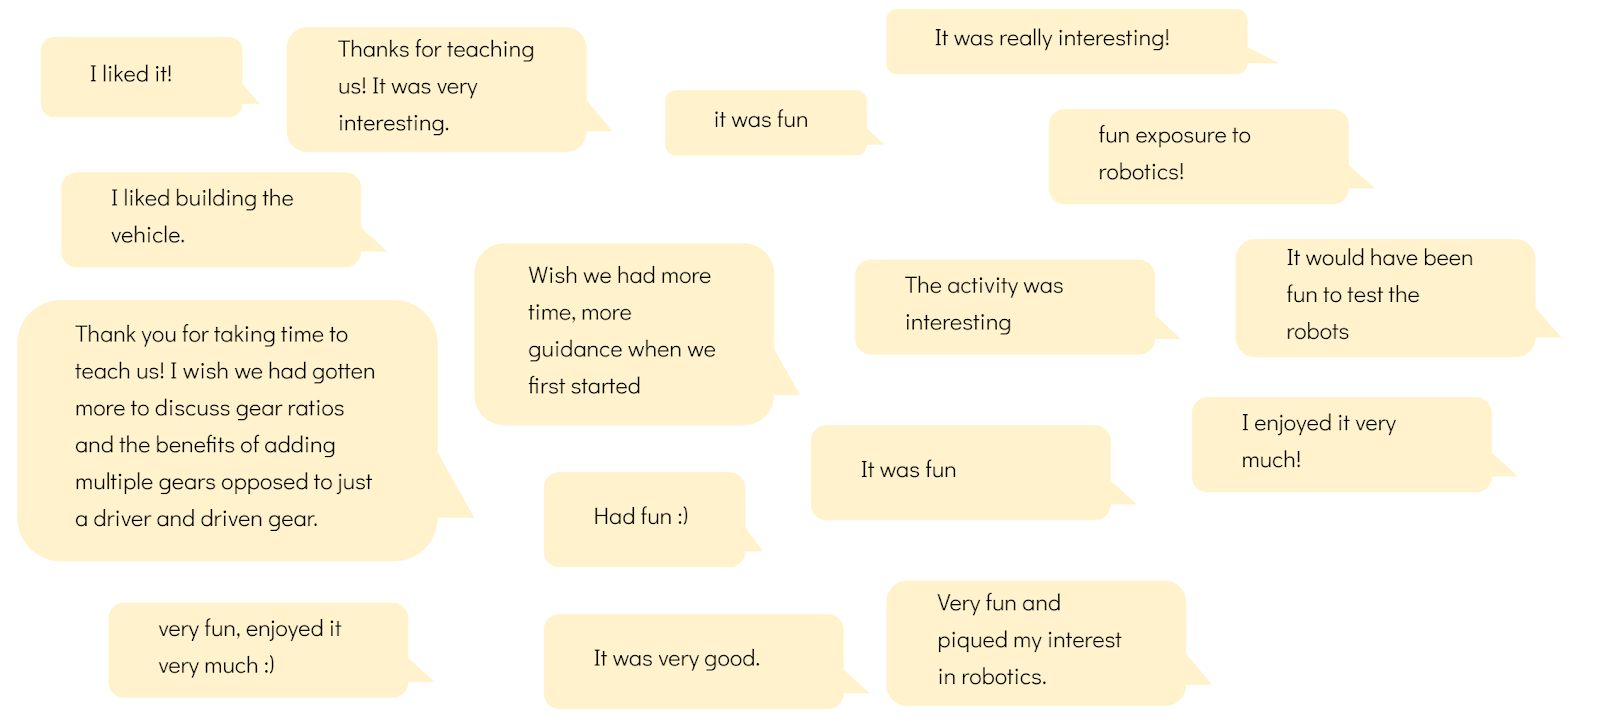 I liked it!
Thanks for teaching
us! It was very
interesting.
it was fun
It was really interesting!
fun exposure to
robotics!
I liked building the
vehicle.
Wish we had more
time, more
guidance when we
first started
The activity was
interesting
It would have been
fun to test the
robots
Thank you for taking time to
teach us! I wish we had gotten
more to discuss gear ratios
and the benefits of adding
multiple gears opposed to just
a driver and driven gear.
I enjoyed it very
much!
It was fun
Had fun :)
very fun, enjoyed it
very much :)
It was very good.
Very fun and
piqued my interest
in robotics.